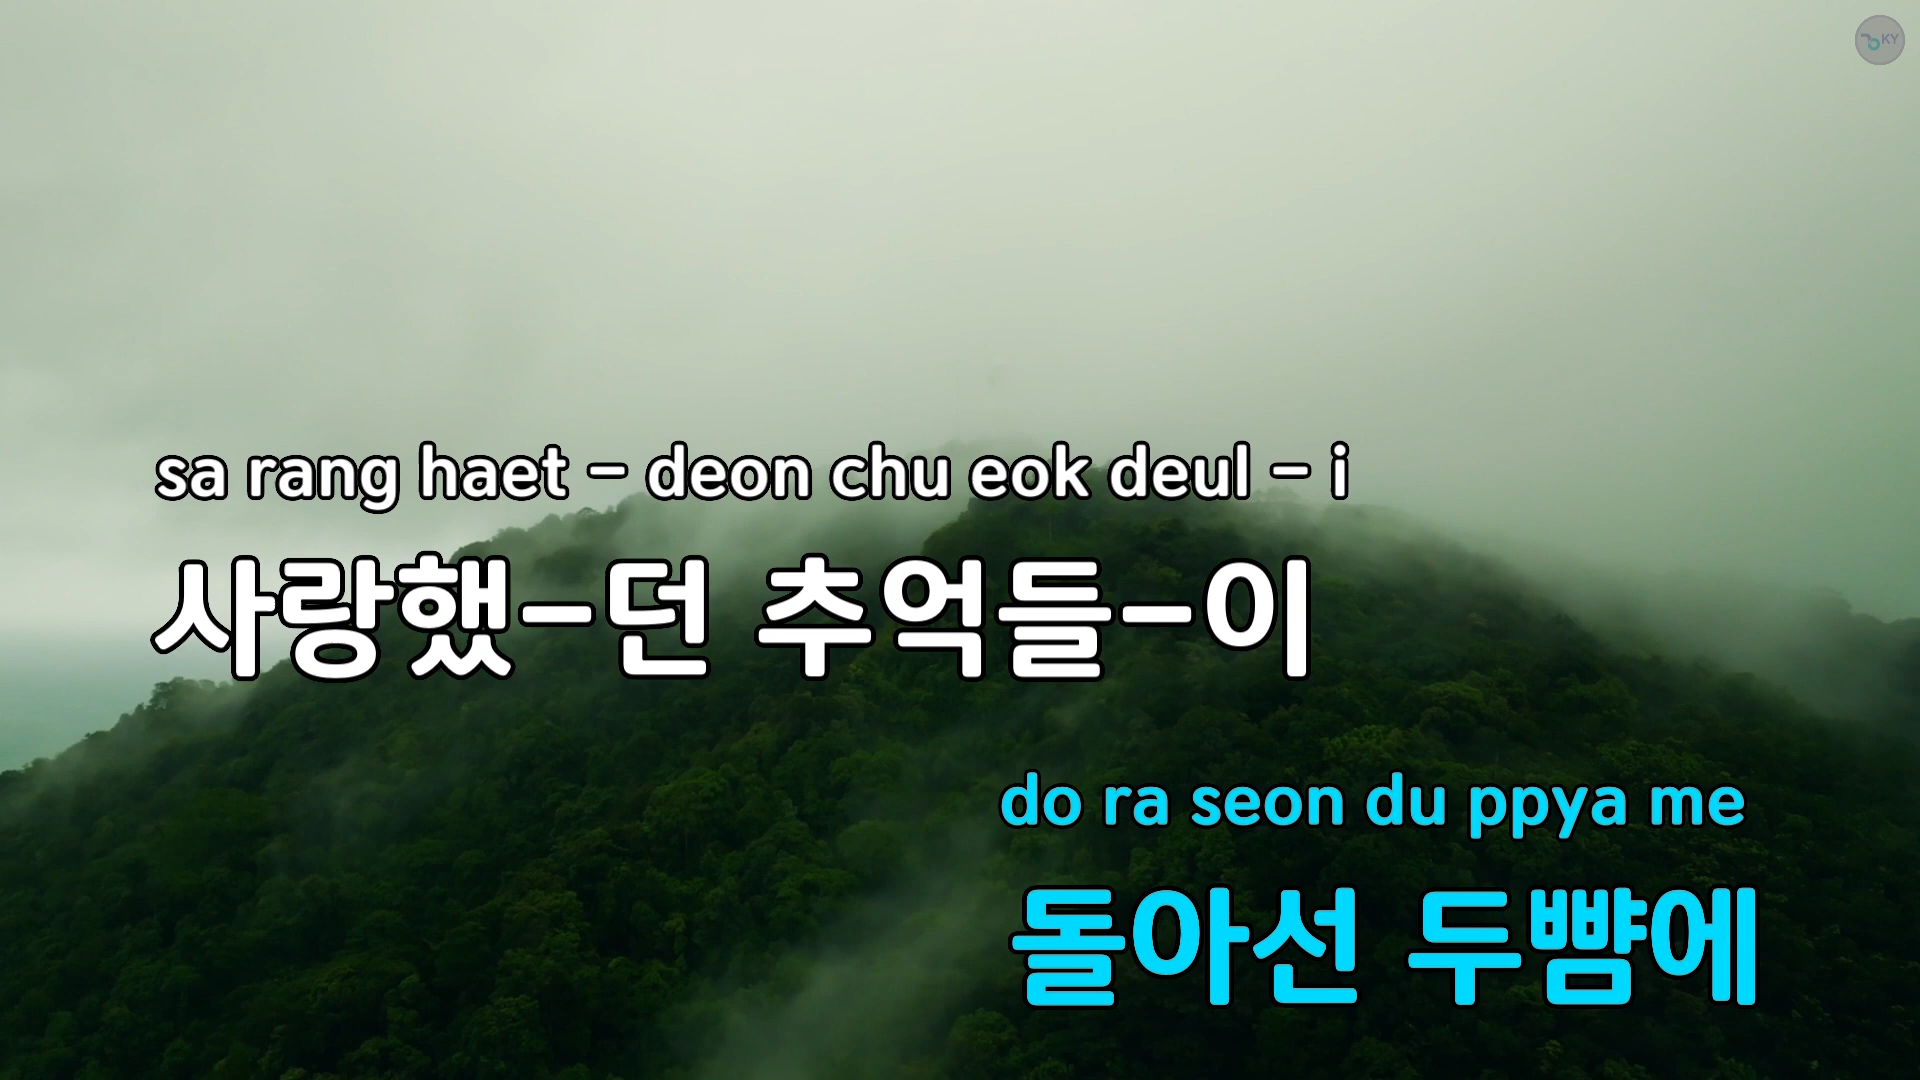 KY
sa rang haet – deon chu eok deul – i
사랑했–던 추억들–이
do ra seon du ppya me
돌아선 두뺨에